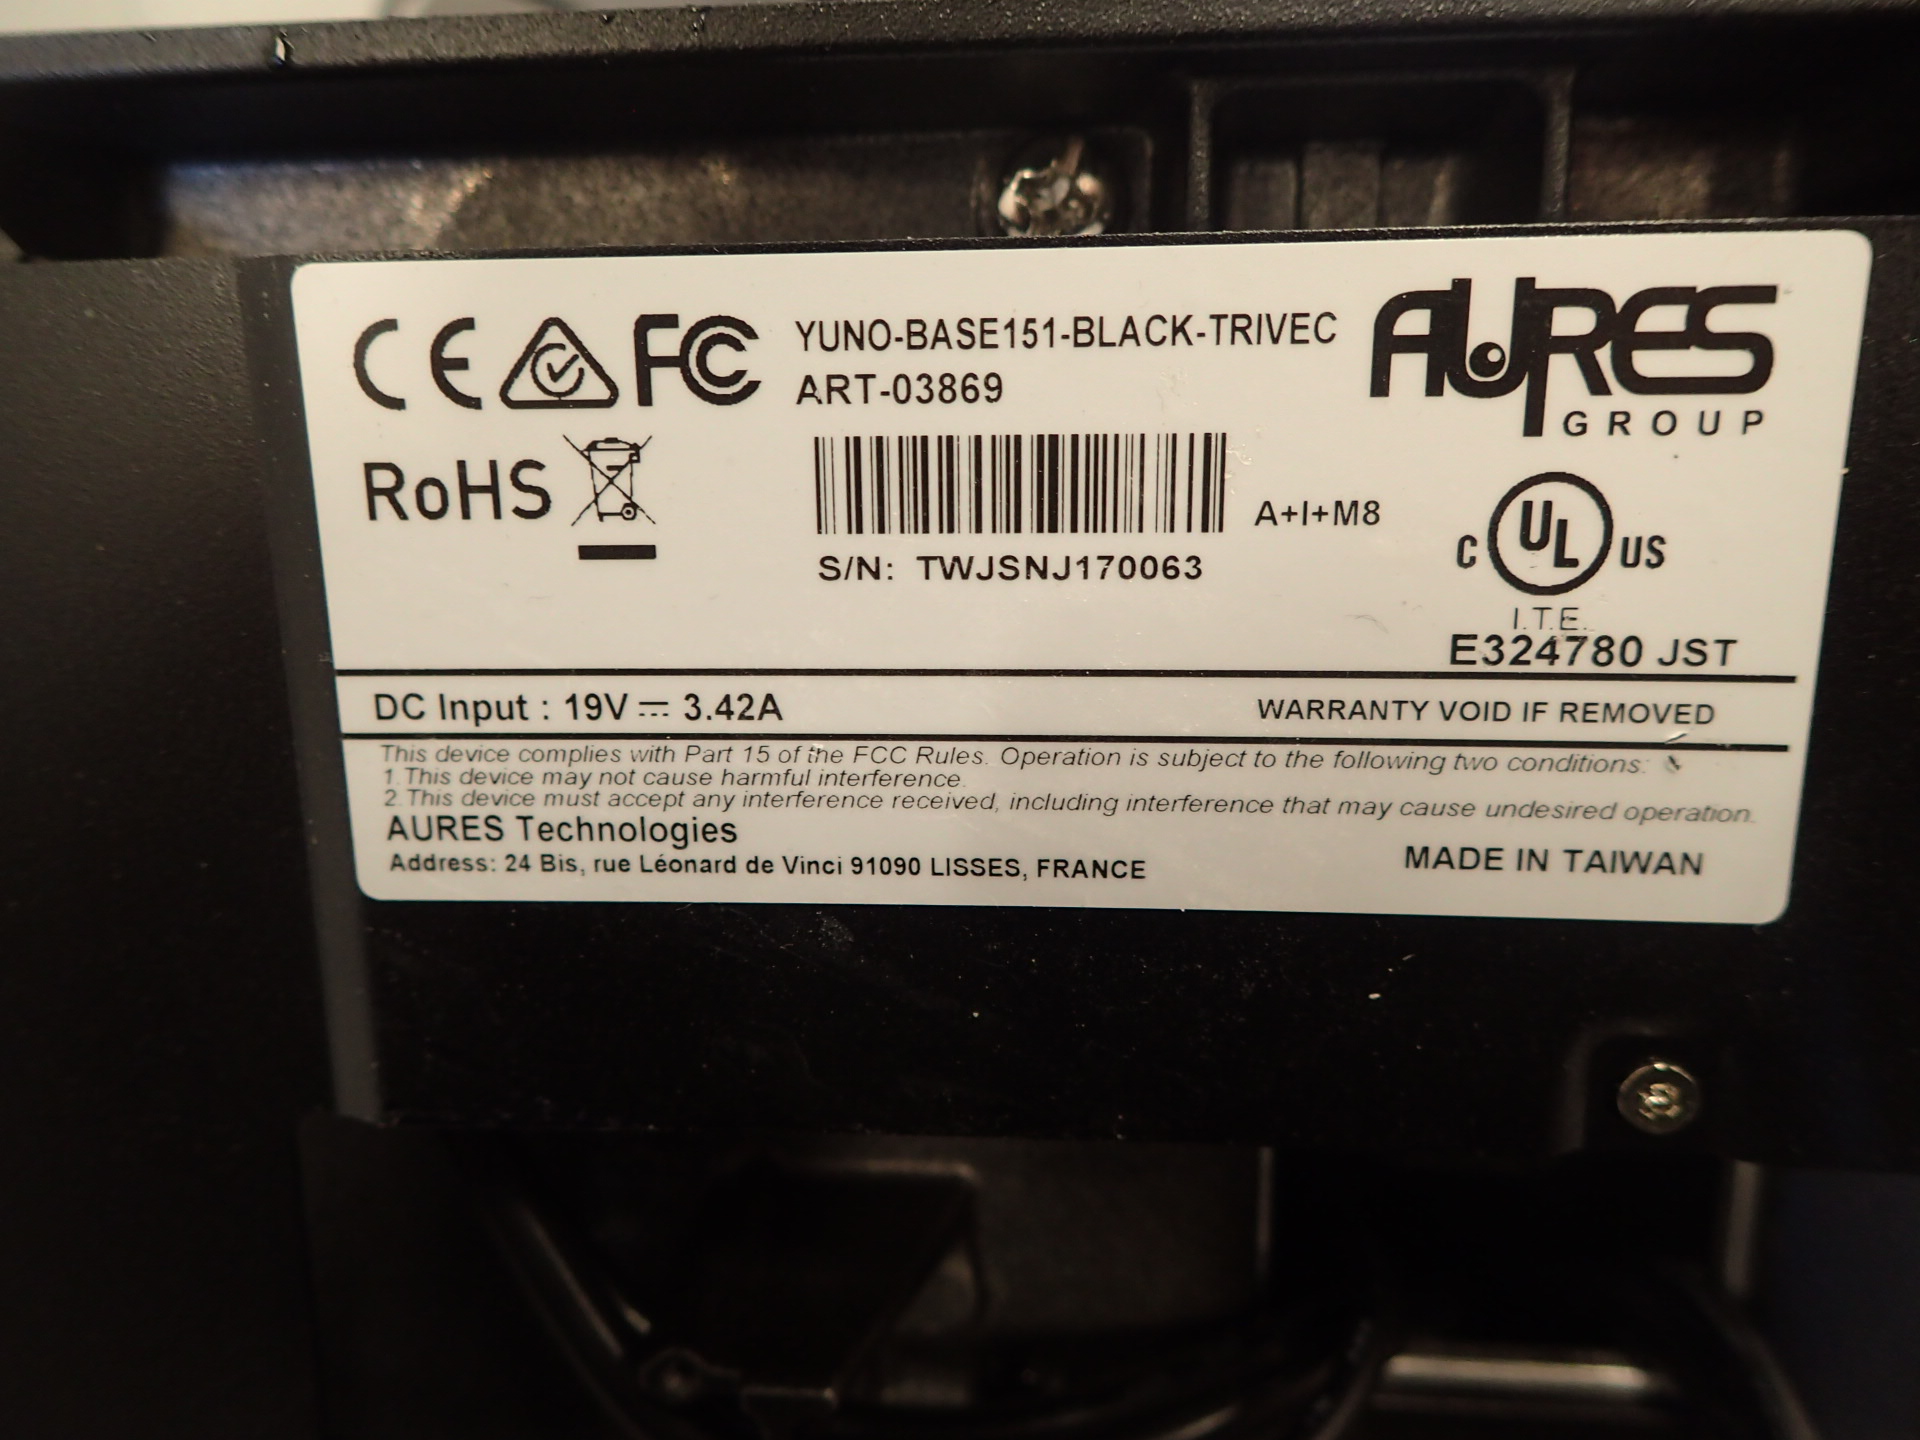 CE FC YUNO-BASE151-BLACK-TRIVEC
ART-03869
AURES
GROUP
RoHS
A+I+M8
S/N: TWJSNJ170063
C UL US
I.T.E.
E324780 JST
DC Input : 19V ⎓ 3.42A
WARRANTY VOID IF REMOVED
This device complies with Part 15 of the FCC Rules. Operation is subject to the following two conditions:
1.This device may not cause harmful interference.
2.This device must accept any interference received, including interference that may cause undesired operation.
AURES Technologies
Address: 24 Bis, rue Léonard de Vinci 91090 LISSES, FRANCE
MADE IN TAIWAN